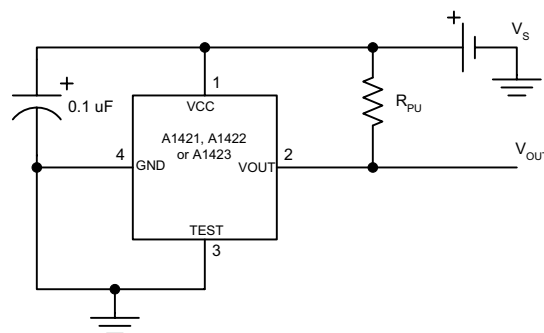 +
V_S
+
0.1 uF
1
VCC
A1421, A1422
or A1423
R_PU
4
GND
VOUT
2
V_OUT
TEST
3